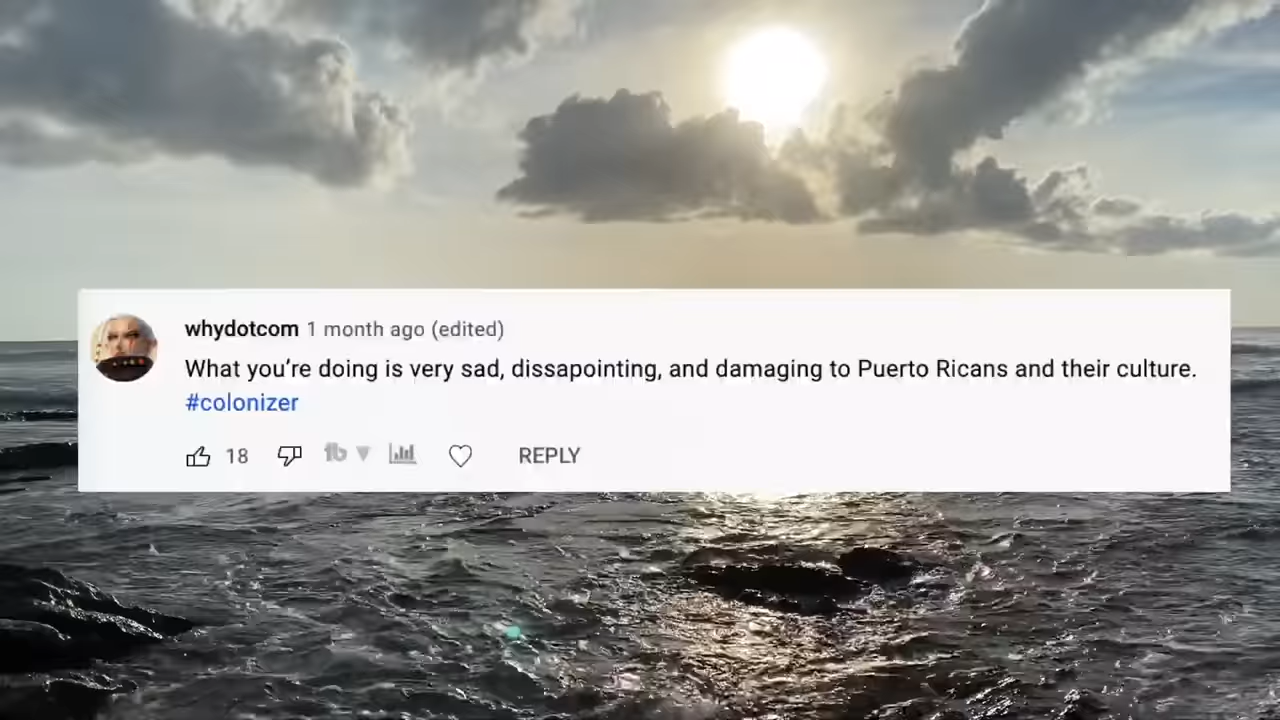 whydotcom 1 month ago (edited)
What you’re doing is very sad, dissapointing, and damaging to Puerto Ricans and their culture.
#colonizer
18 REPLY